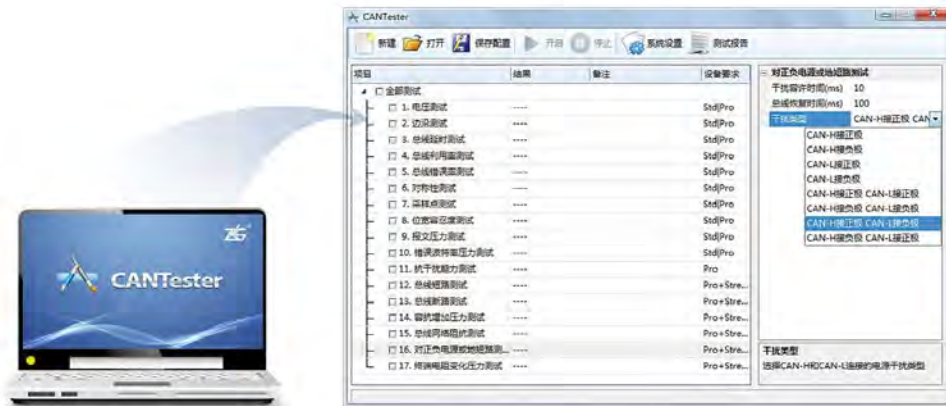 CANTester
新建 打开 保存配置 开启 停止 系统设置 测试报告
项目 结果 备注 设备要求
全部测试
1. 电压测试 ---- Std|Pro
2. 边沿测试 ---- Std|Pro
3. 总线延时测试 ---- Std|Pro
4. 总线利用率测试 ---- Std|Pro
5. 总线错误率测试 ---- Std|Pro
6. 对称性测试 ---- Std|Pro
7. 采样点测试 ---- Std|Pro
8. 位宽容忍度测试 ---- Std|Pro
9. 报文压力测试 ---- Std|Pro
10. 错误波特率压力测试 ---- Std|Pro
11. 抗干扰能力测试 ---- Pro
12. 总线短路测试 ---- Pro+Stre...
13. 总线断路测试 ---- Pro+Stre...
14. 容抗增加压力测试 ---- Pro+Stre...
15. 总线网络阻抗测试 ---- Pro+Stre...
16. 对正负电源或地短路测... ---- Pro+Stre...
17. 终端电阻变化压力测试 ---- Pro+Stre...
对正负电源或地短路测试
干扰容许时间(ms) 10
总线恢复时间(ms) 100
干扰类型 CAN-H接正极 CAN
CAN-H接正极
CAN-H接负极
CAN-L接正极
CAN-L接负极
CAN-H接正极 CAN-L接正极
CAN-H接负极 CAN-L接负极
CAN-H接正极 CAN-L接负极
CAN-H接负极 CAN-L接正极
干扰类型
选择CAN-H和CAN-L连接的电源干扰类型
ZLG
CANTester